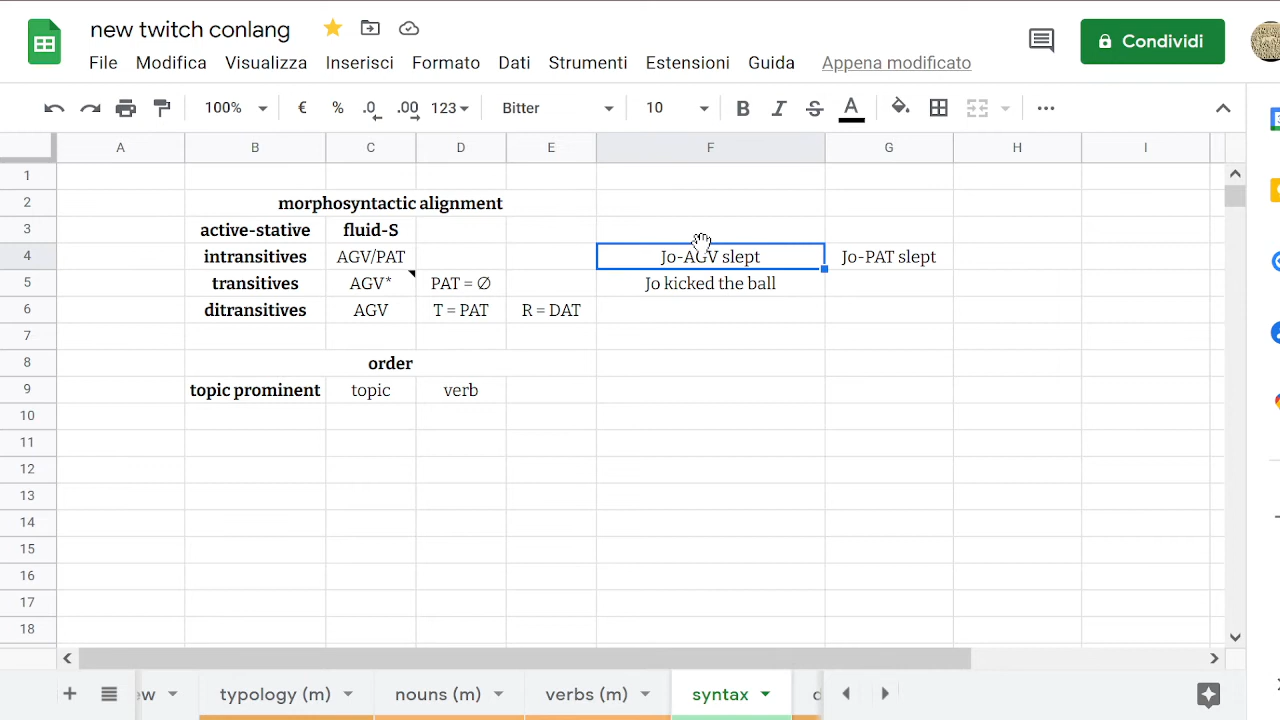 new twitch conlang
File Modifica Visualizza Inserisci Formato Dati Strumenti Estensioni Guida Appena modificato
Condividi
100% € % .0 .00 123 Bitter 10 B I S A
A B C D E F G H I
1
2 morphosyntactic alignment
3 active-stative fluid-S
4 intransitives AGV/PAT Jo-AGV slept Jo-PAT slept
5 transitives AGV* PAT = ∅ Jo kicked the ball
6 ditransitives AGV T = PAT R = DAT
7
8 order
9 topic prominent topic verb
10
11
12
13
14
15
16
17
18
typology (m) nouns (m) verbs (m) syntax